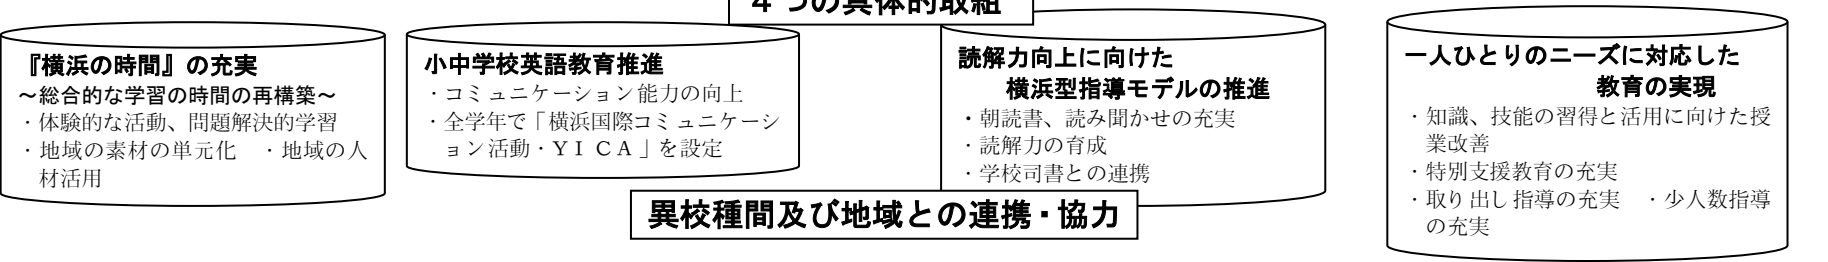 4つの具体的取組
『横浜の時間』の充実
～総合的な学習の時間の再構築～
・体験的な活動、問題解決的学習
・地域の素材の単元化　・地域の人
材活用
小中学校英語教育推進
・コミュニケーション能力の向上
・全学年で「横浜国際コミュニケーシ
ョン活動・ＹＩＣＡ」を設定
読解力向上に向けた
横浜型指導モデルの推進
・朝読書、読み聞かせの充実
・読解力の育成
・学校司書との連携
一人ひとりのニーズに対応した
教育の実現
・知識、技能の習得と活用に向けた授
業改善
・特別支援教育の充実
・取り出し指導の充実　・少人数指導
の充実
異校種間及び地域との連携・協力